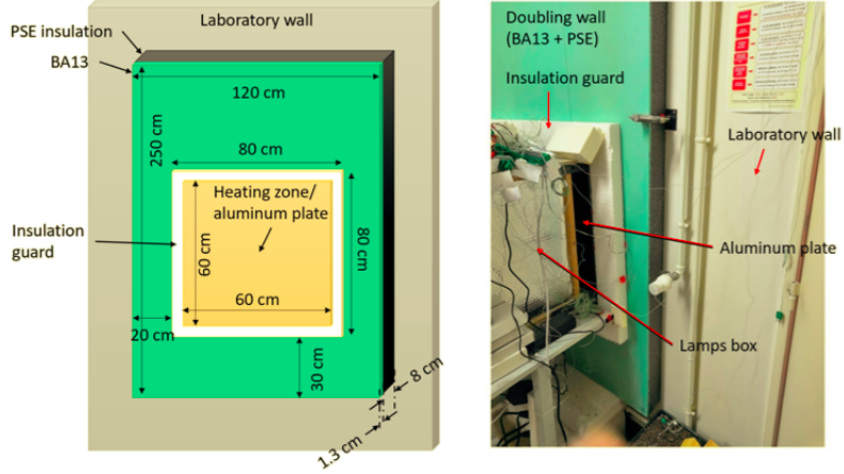 Laboratory wall
PSE insulation
BA13
120 cm
250 cm
80 cm
Heating zone/
aluminum plate
Insulation
guard
60 cm
80 cm
60 cm
20 cm
30 cm
8 cm
1.3 cm
Doubling wall
(BA13 + PSE)
Insulation guard
Laboratory wall
Aluminum plate
Lamps box